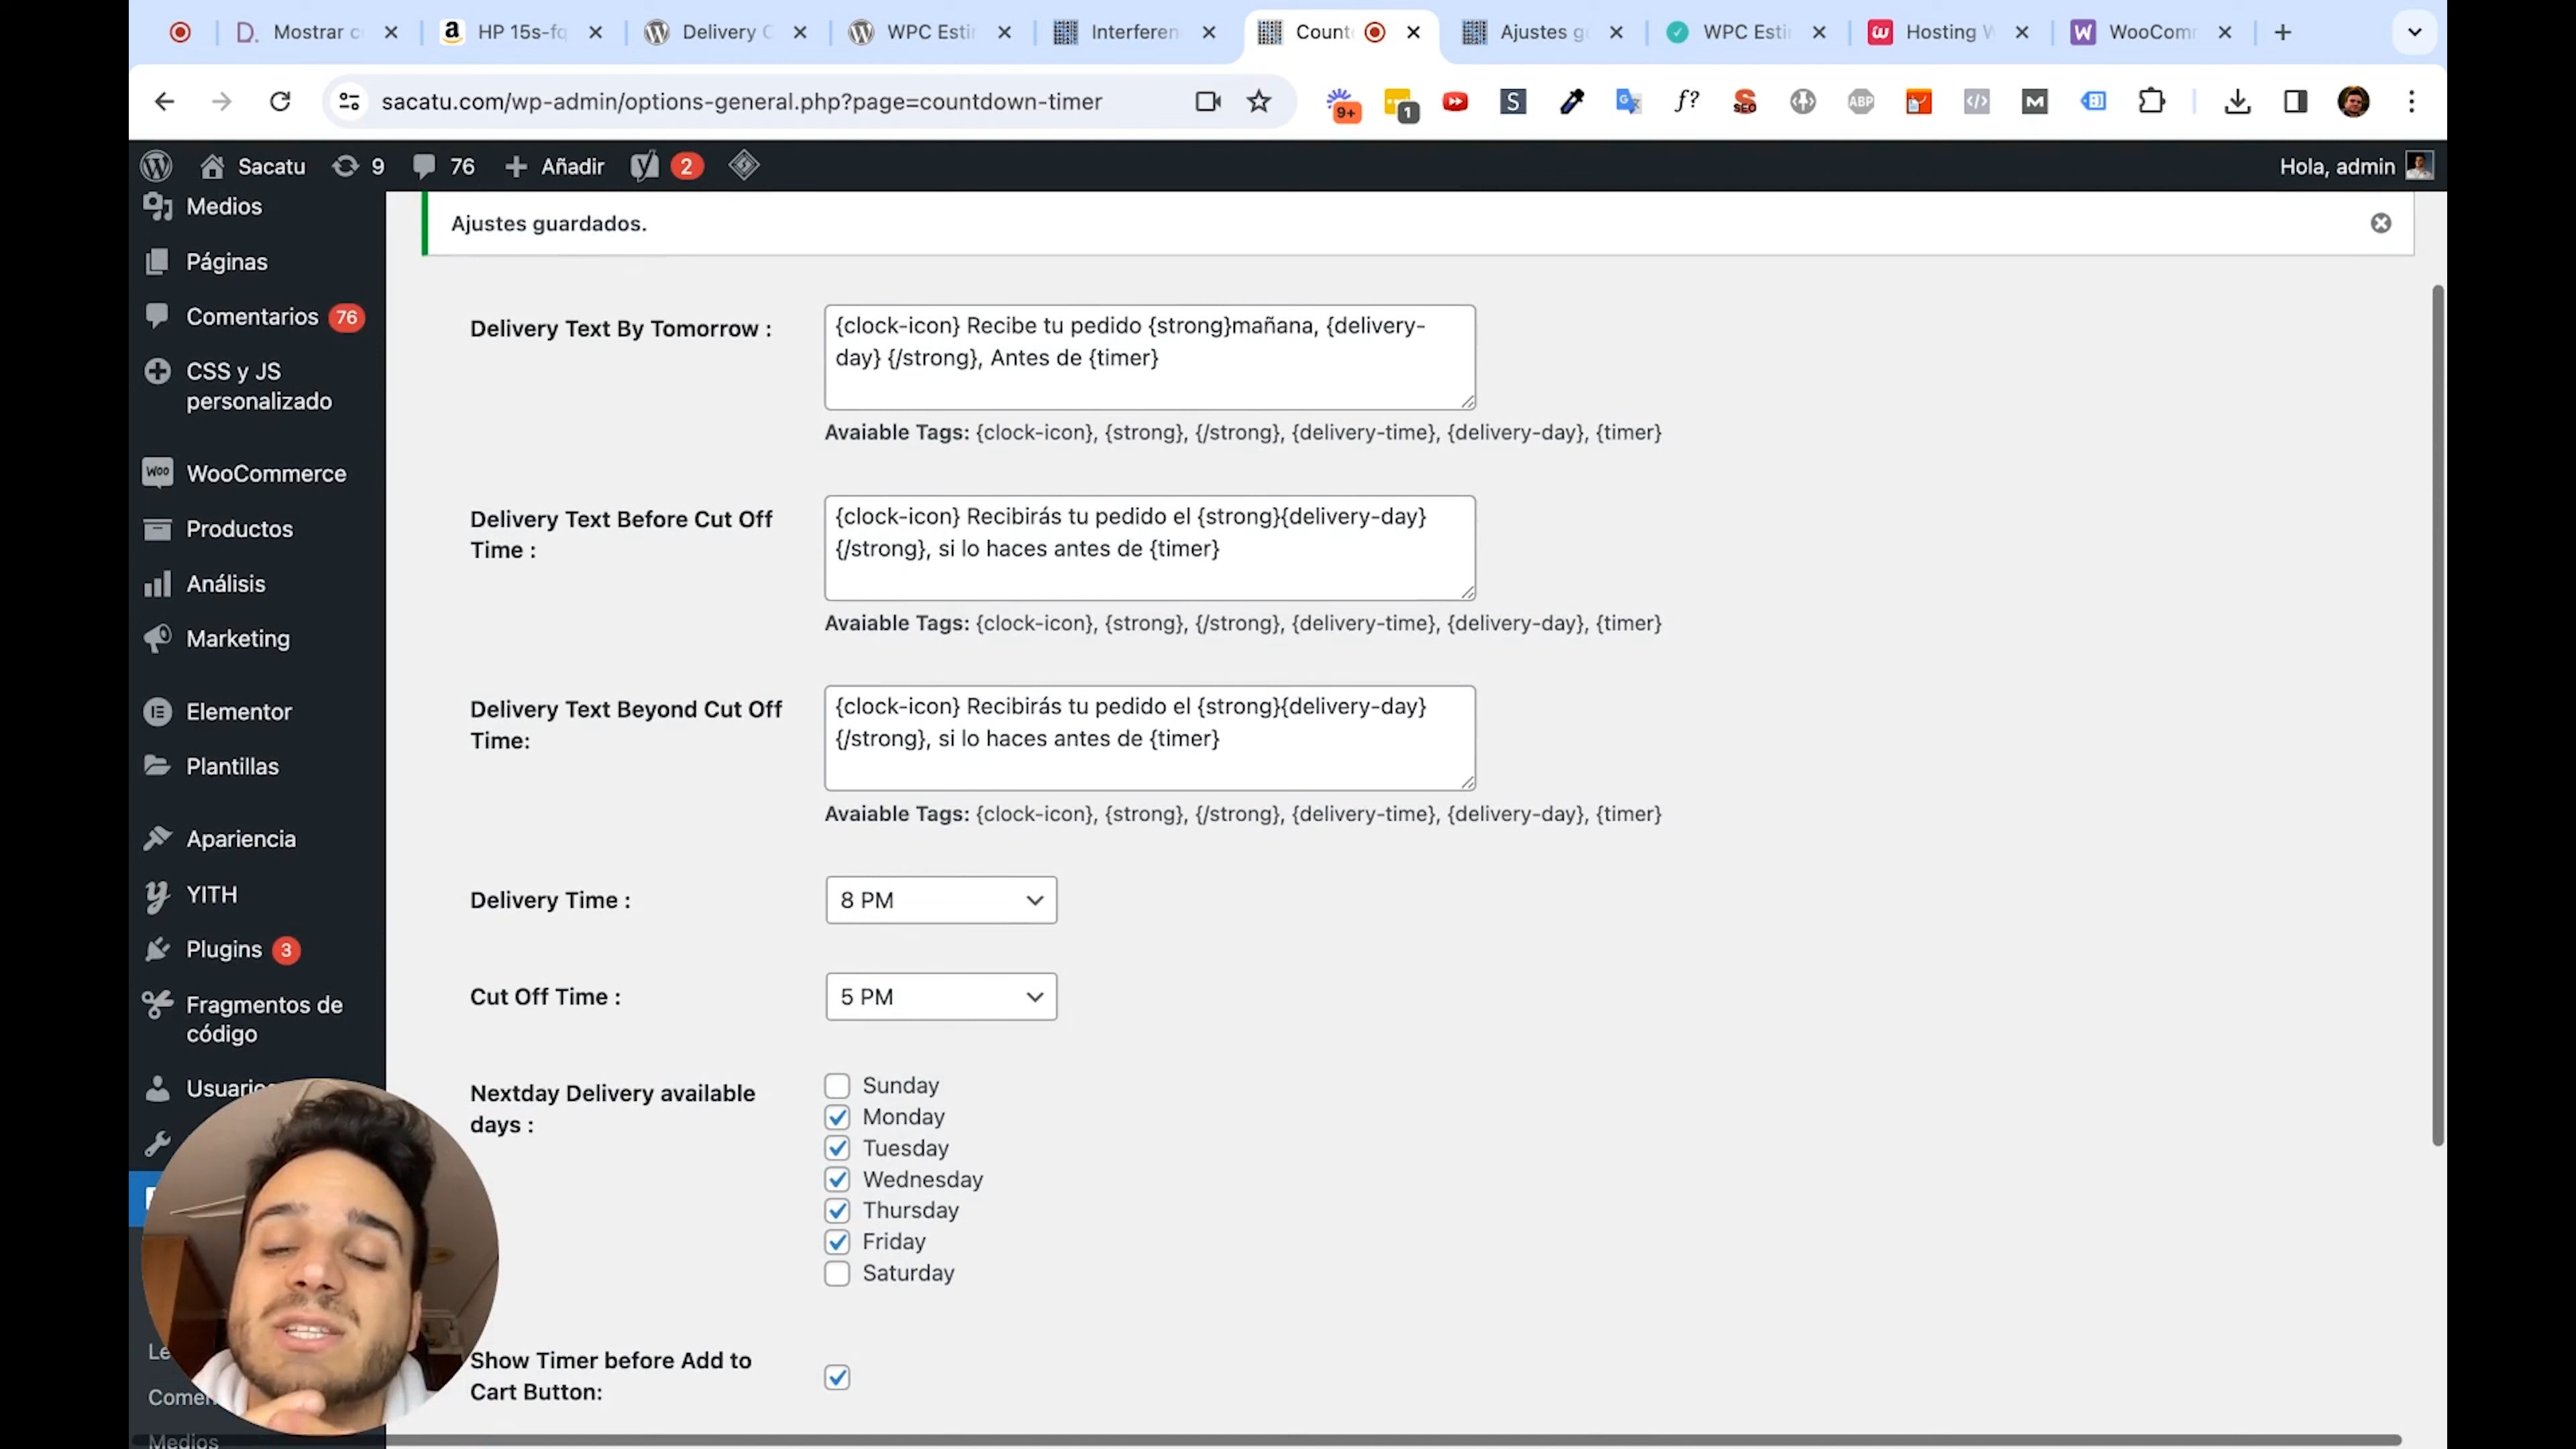 Mostrar c
HP 15s-fq
Delivery C
WPC Estir
Interferen
Count
Ajustes g
WPC Estir
Hosting W
WooComm
sacatu.com/wp-admin/options-general.php?page=countdown-timer
9+
1
Sacatu
9
76
Añadir
2
Hola, admin
Medios
Páginas
Comentarios 76
CSS y JS
personalizado
WooCommerce
Productos
Análisis
Marketing
Elementor
Plantillas
Apariencia
YITH
Plugins 3
Fragmentos de
código
Usuario
Le
Comen
Medios
Ajustes guardados.
Delivery Text By Tomorrow :
{clock-icon} Recibe tu pedido {strong}mañana, {delivery-
day} {/strong}, Antes de {timer}
Avaiable Tags: {clock-icon}, {strong}, {/strong}, {delivery-time}, {delivery-day}, {timer}
Delivery Text Before Cut Off
Time :
{clock-icon} Recibirás tu pedido el {strong}{delivery-day}
{/strong}, si lo haces antes de {timer}
Avaiable Tags: {clock-icon}, {strong}, {/strong}, {delivery-time}, {delivery-day}, {timer}
Delivery Text Beyond Cut Off
Time:
{clock-icon} Recibirás tu pedido el {strong}{delivery-day}
{/strong}, si lo haces antes de {timer}
Avaiable Tags: {clock-icon}, {strong}, {/strong}, {delivery-time}, {delivery-day}, {timer}
Delivery Time :
8 PM
Cut Off Time :
5 PM
Nextday Delivery available
days :
Sunday
Monday
Tuesday
Wednesday
Thursday
Friday
Saturday
Show Timer before Add to
Cart Button: